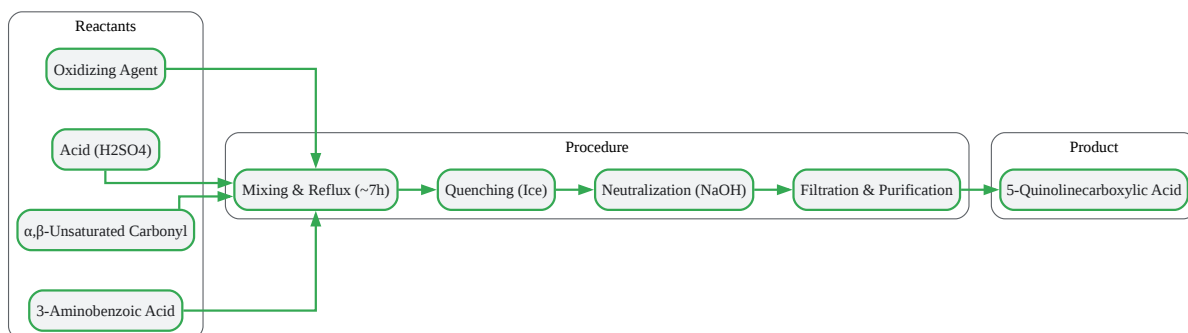 Reactants
Oxidizing Agent
Acid (H2SO4)
α,β-Unsaturated Carbonyl
3-Aminobenzoic Acid
Procedure
Mixing & Reflux (~7h)
Quenching (Ice)
Neutralization (NaOH)
Filtration & Purification
Product
5-Quinolinecarboxylic Acid